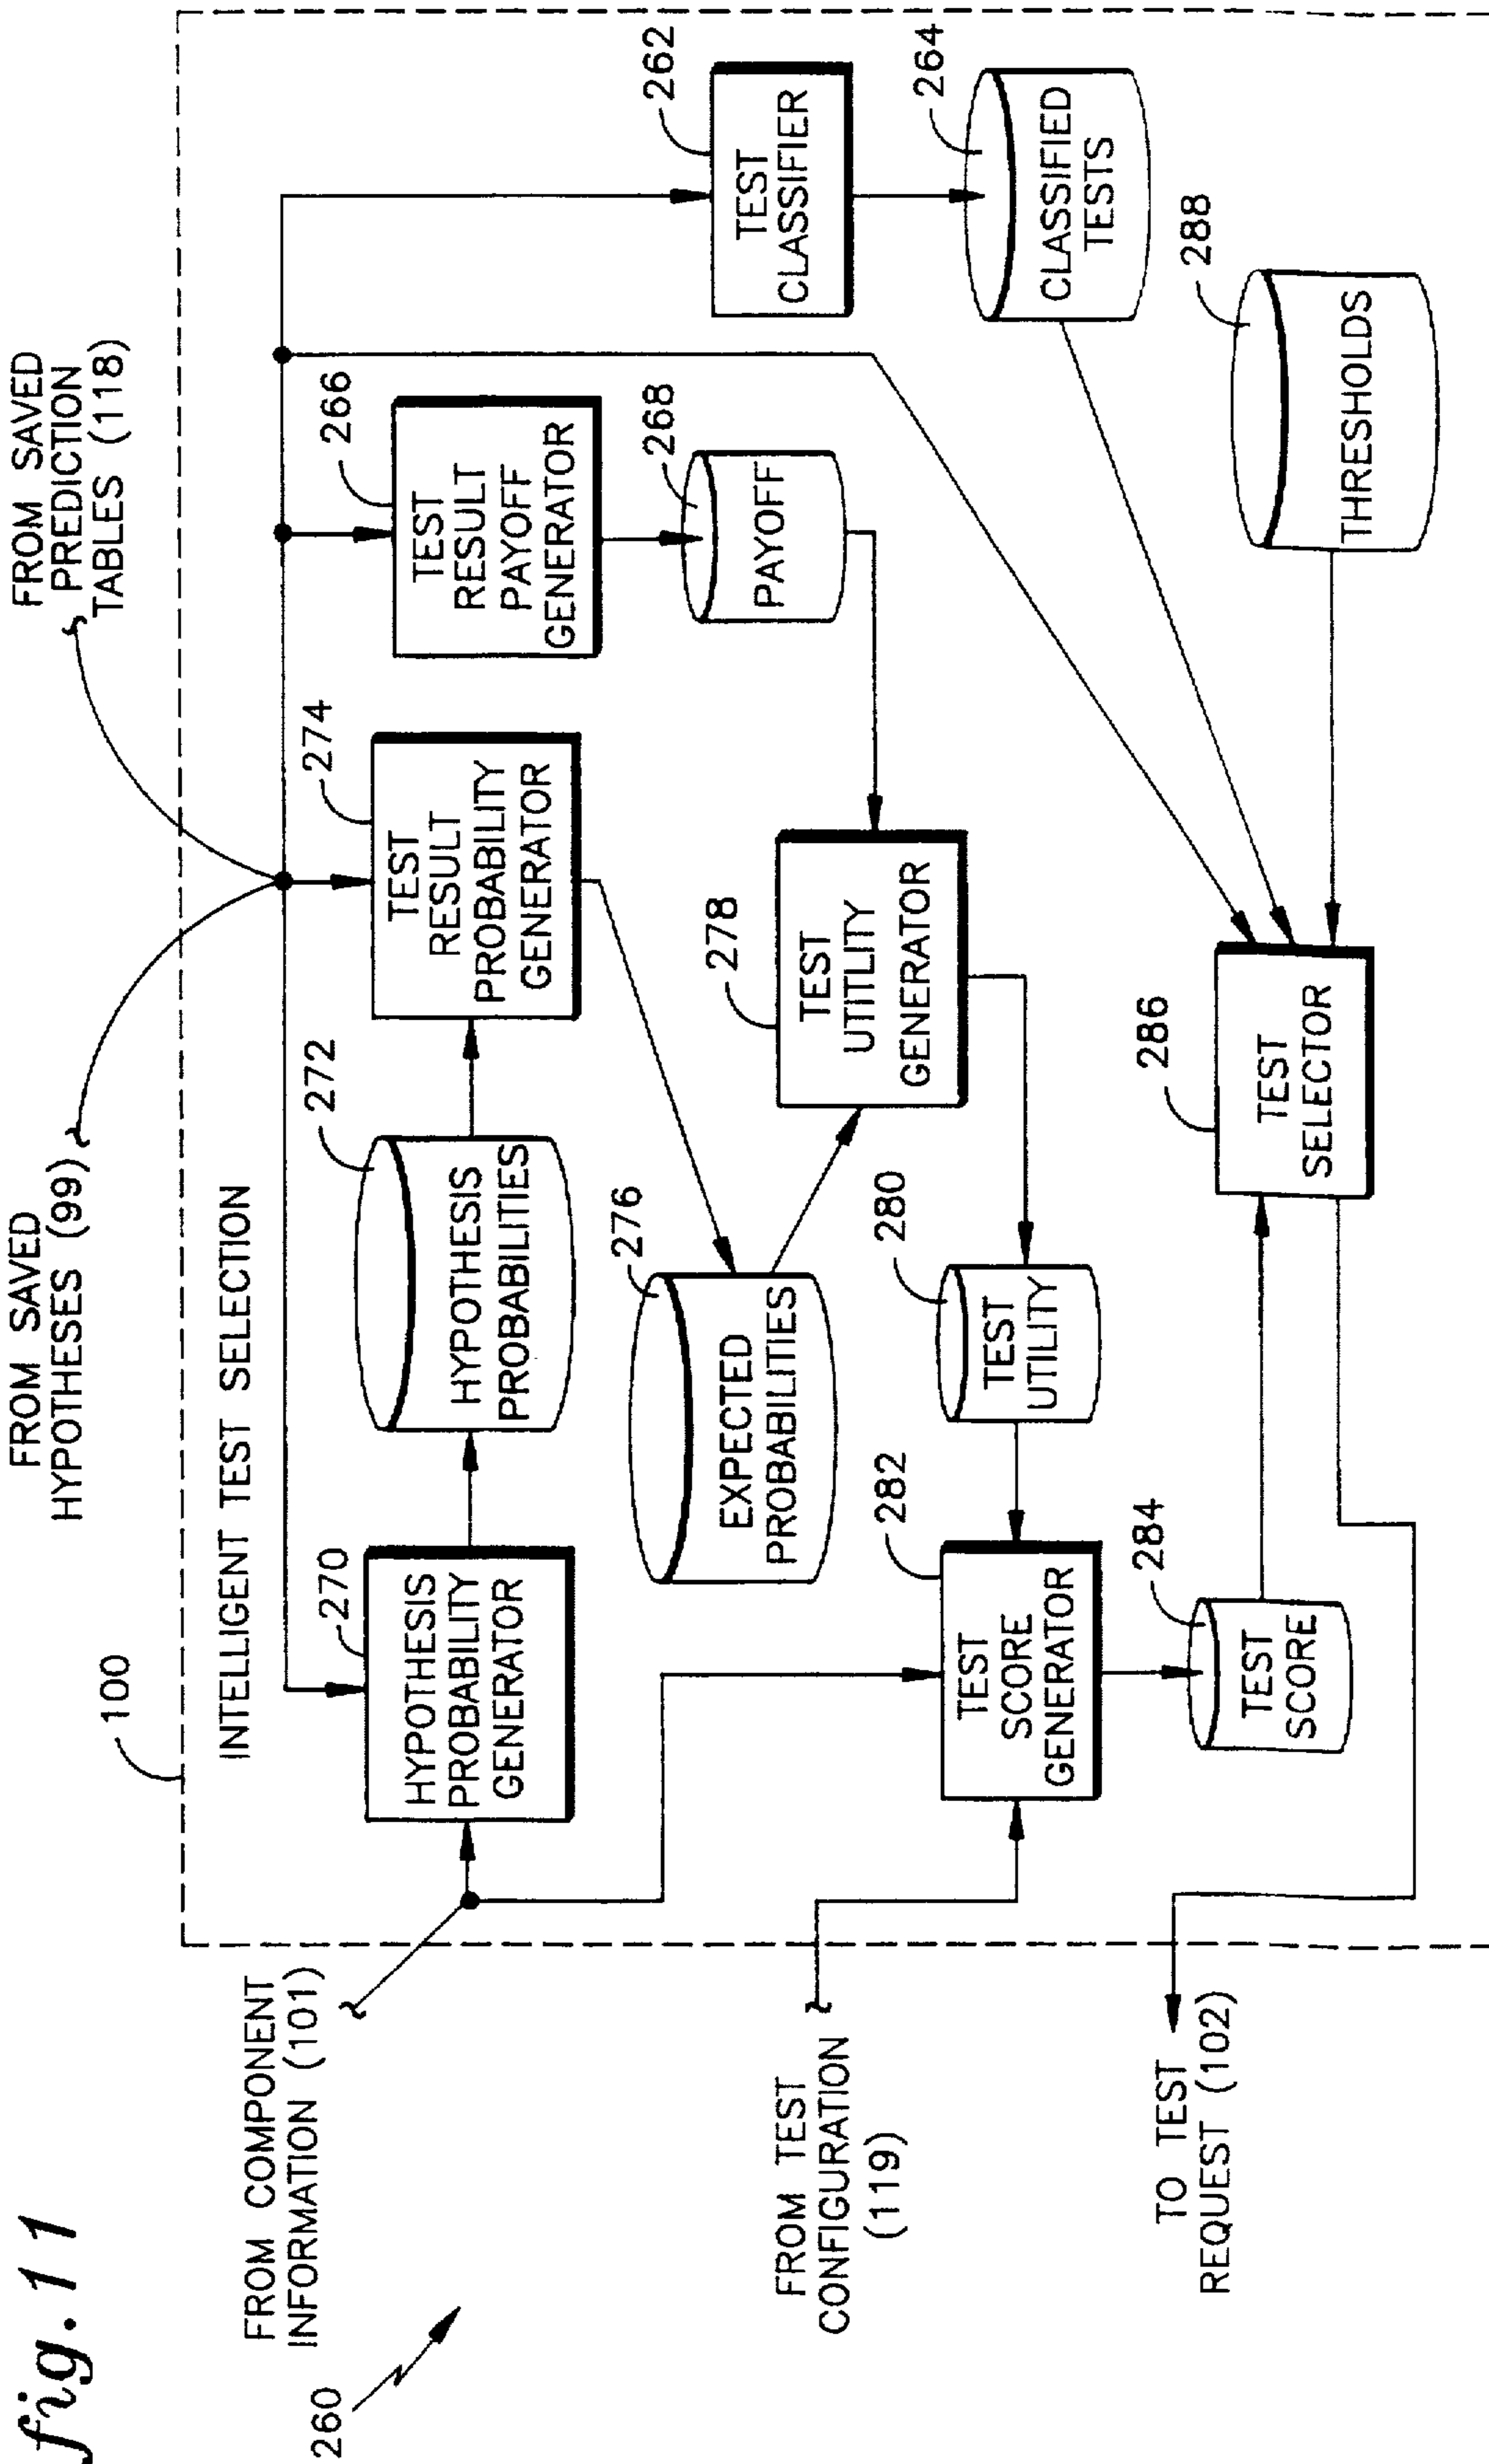 fig.11
FROM SAVED
HYPOTHESES (99)
FROM SAVED
PREDICTION
TABLES (118)
100
INTELLIGENT TEST SELECTION
260
FROM COMPONENT
INFORMATION (101)
270
HYPOTHESIS
PROBABILITY
GENERATOR
272
HYPOTHESIS
PROBABILITIES
274
TEST
RESULT
PROBABILITY
GENERATOR
266
TEST
RESULT
PAYOFF
GENERATOR
262
TEST
CLASSIFIER
276
EXPECTED
PROBABILITIES
268
PAYOFF
264
CLASSIFIED
TESTS
278
TEST
UTITLITY
GENERATOR
FROM TEST
CONFIGURATION
(119)
282
TEST
SCORE
GENERATOR
280
TEST
UTILITY
284
TEST
SCORE
286
TEST
SELECTOR
288
THRESHOLDS
TO TEST
REQUEST (102)